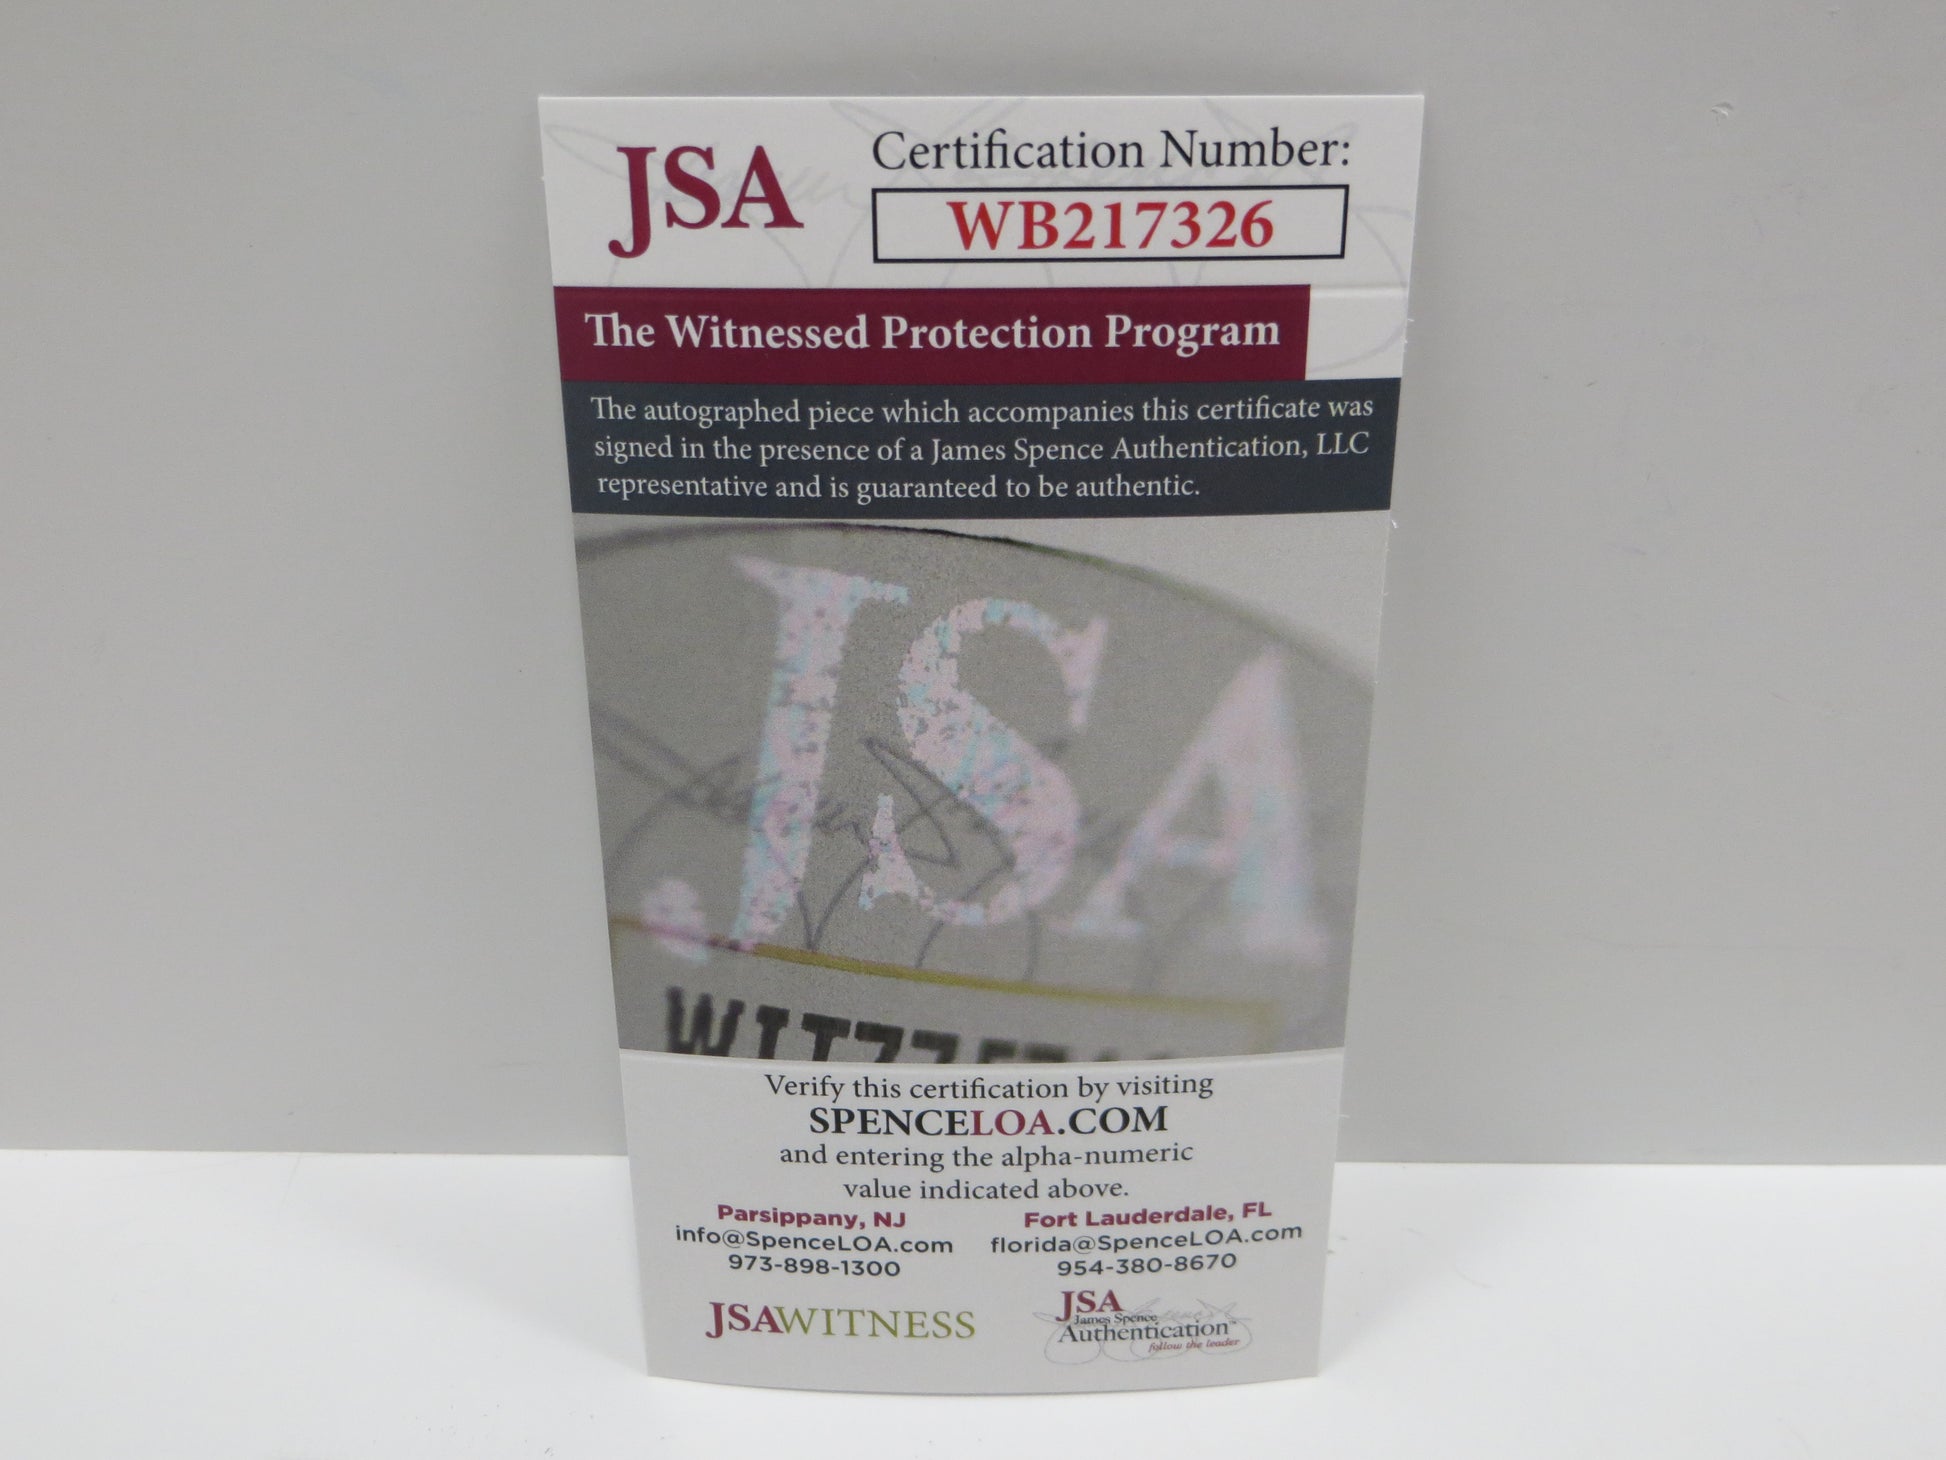 JSA
Certification Number:
WB217326
The Witnessed Protection Program
The autographed piece which accompanies this certificate was
signed in the presence of a James Spence Authentication, LLC
representative and is guaranteed to be authentic.
JSA
Verify this certification by visiting
SPENCELOA.COM
and entering the alpha-numeric
value indicated above.
Parsippany, NJ
info@SpenceLOA.com
973-898-1300
Fort Lauderdale, FL
florida@SpenceLOA.com
954-380-8670
JSAWITNESS
JSA
James Spence
Authentication™
follow the leader